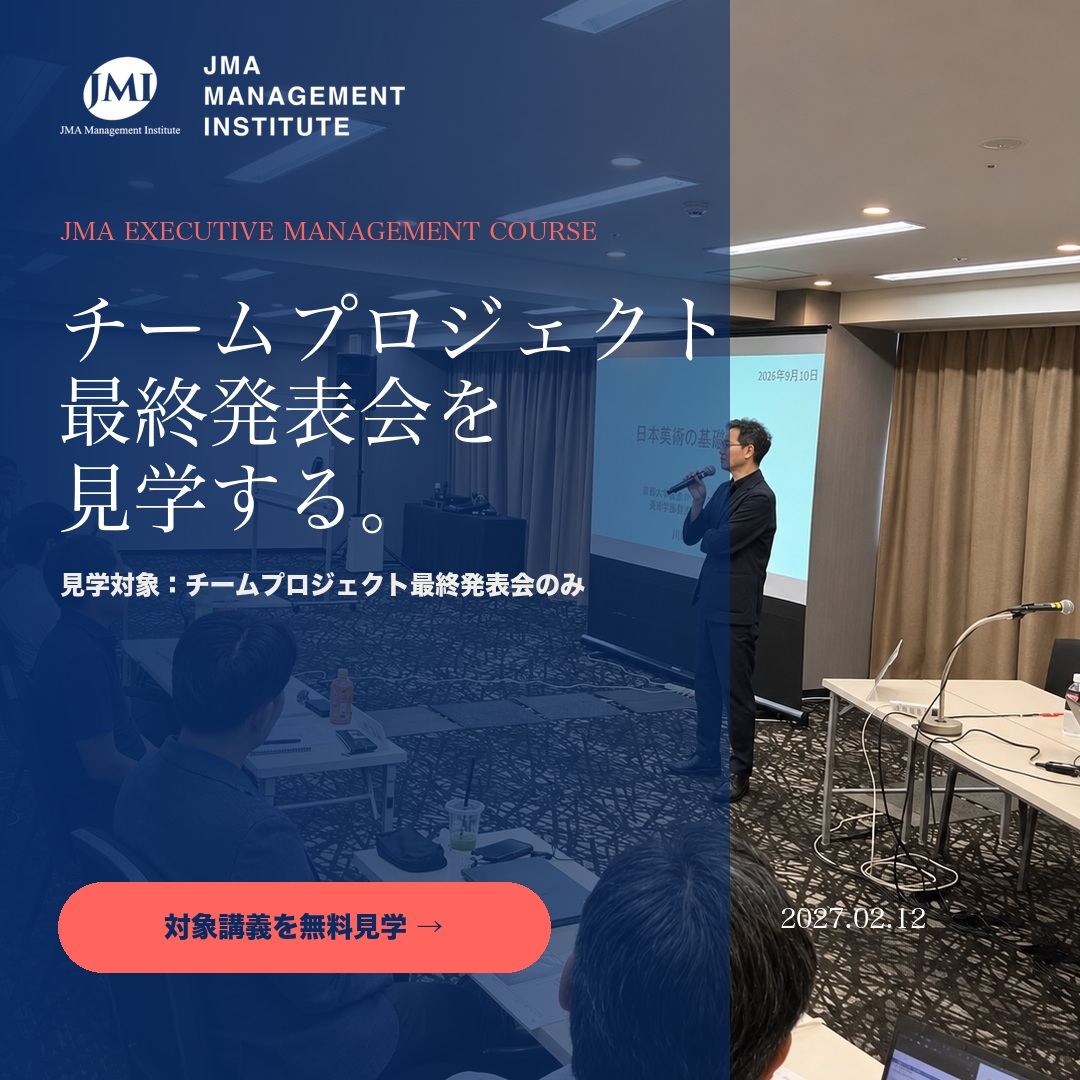 JMI
JMA Management Institute
JMA
MANAGEMENT
INSTITUTE
JMA EXECUTIVE MANAGEMENT COURSE
チームプロジェクト
最終発表会を
見学する。
2026年9月10日
日本美術の基礎
見学対象：チームプロジェクト最終発表会のみ
対象講義を無料見学 →
2027.02.12